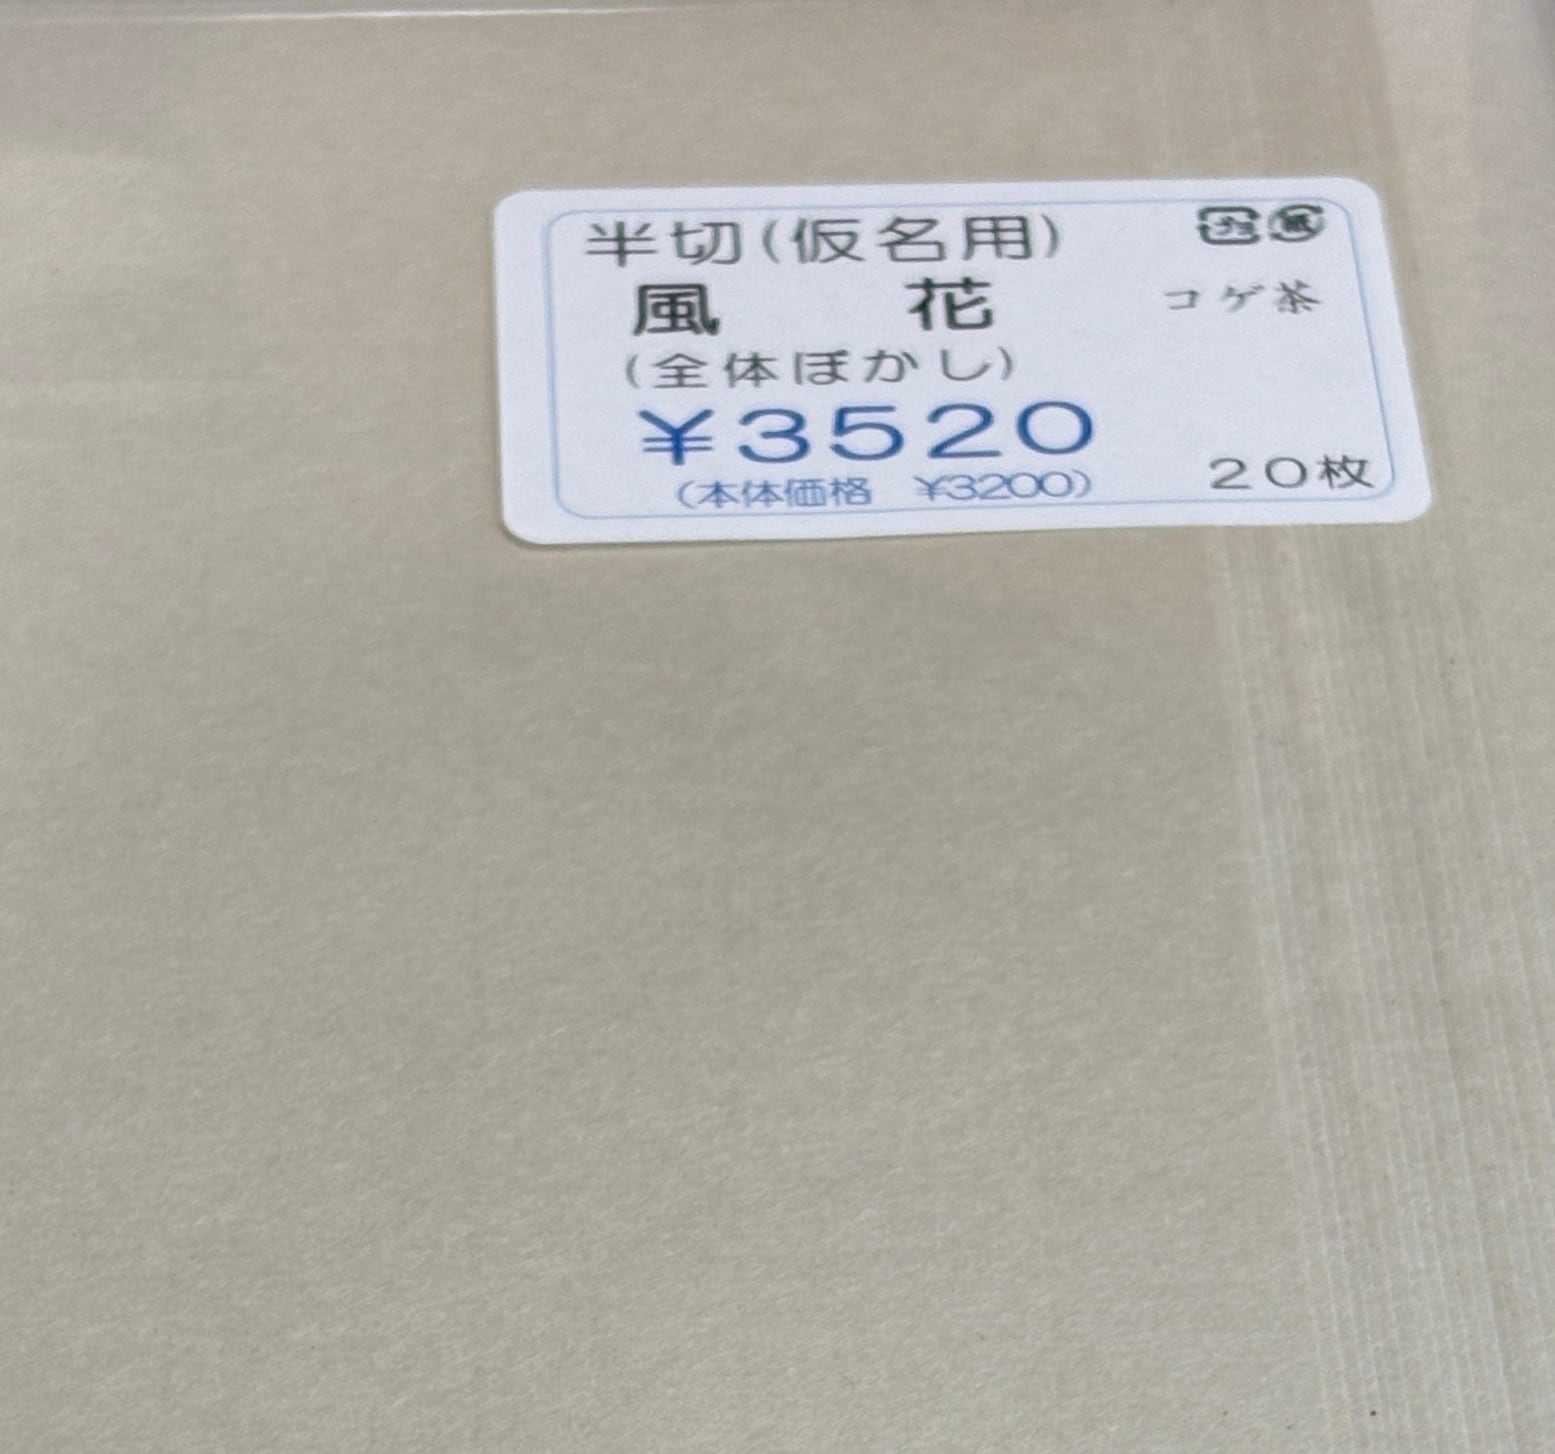 半切(仮名用)
風 花
コゲ茶
(全体ぼかし)
¥3520
(本体価格 ¥3200)
20枚